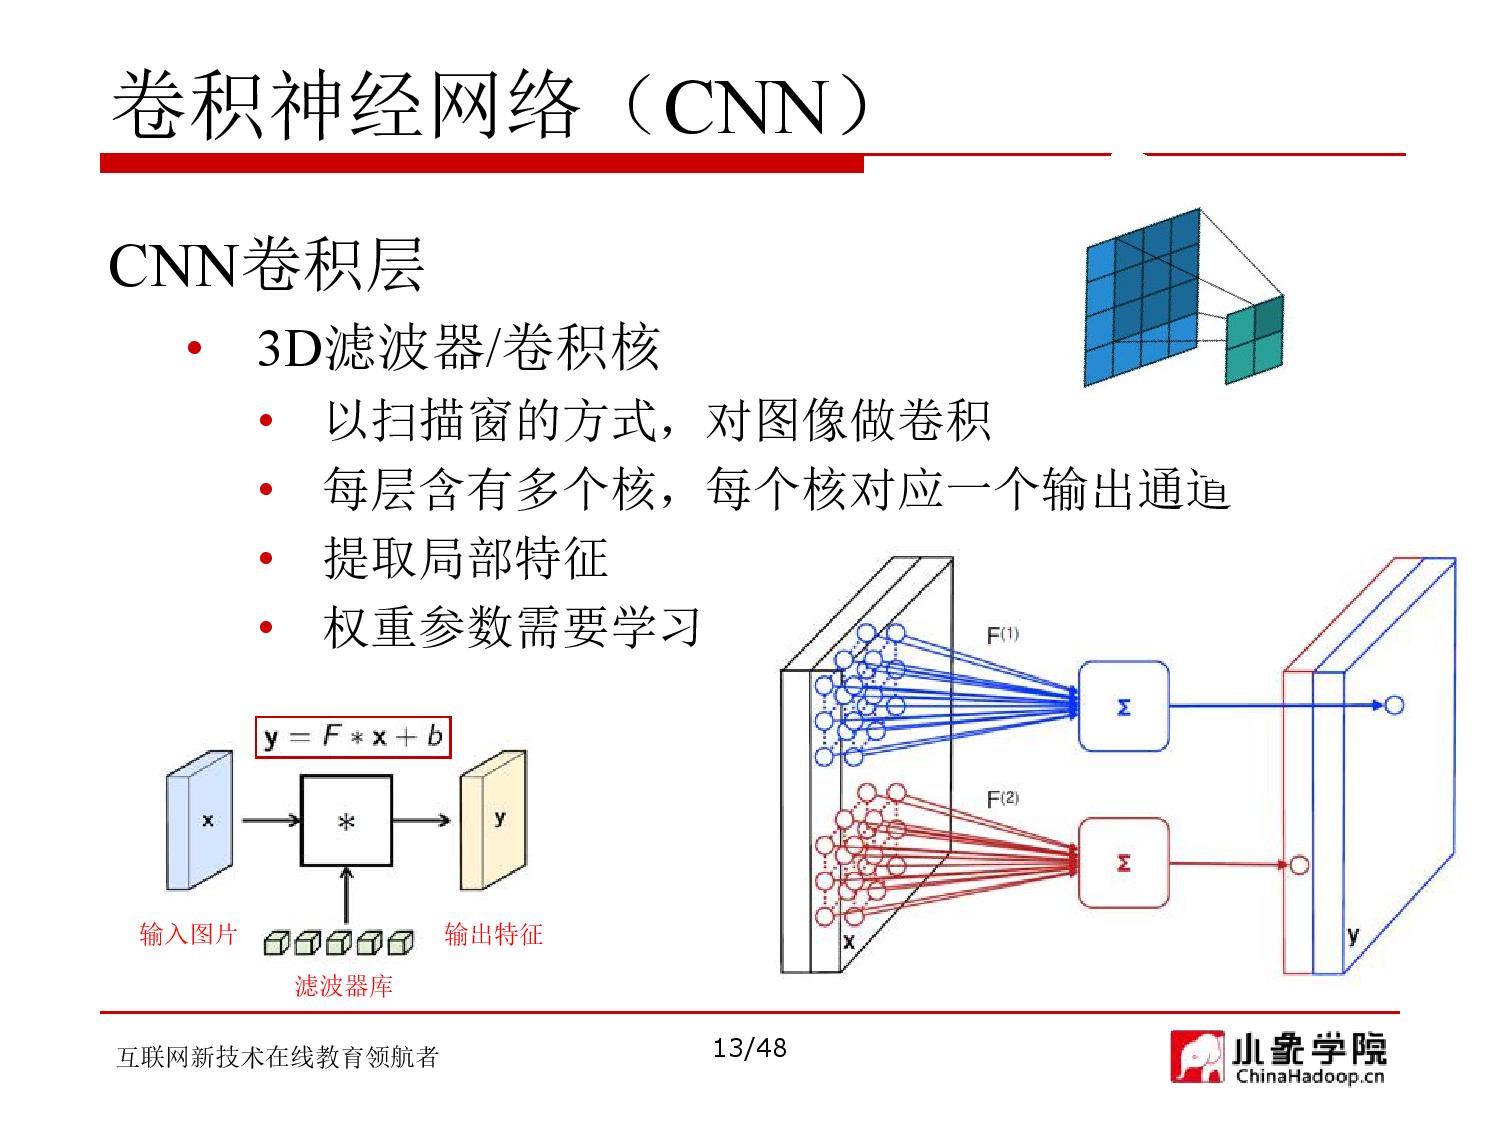 卷积神经网络（CNN）
CNN卷积层
• 3D滤波器/卷积核
• 以扫描窗的方式，对图像做卷积
• 每层含有多个核，每个核对应一个输出通道
• 提取局部特征
• 权重参数需要学习
y = F * x + b
x
*
y
输入图片
输出特征
滤波器库
F(1)
Σ
F(2)
Σ
x
y
互联网新技术在线教育领航者
13/48
小象学院
ChinaHadoop.cn